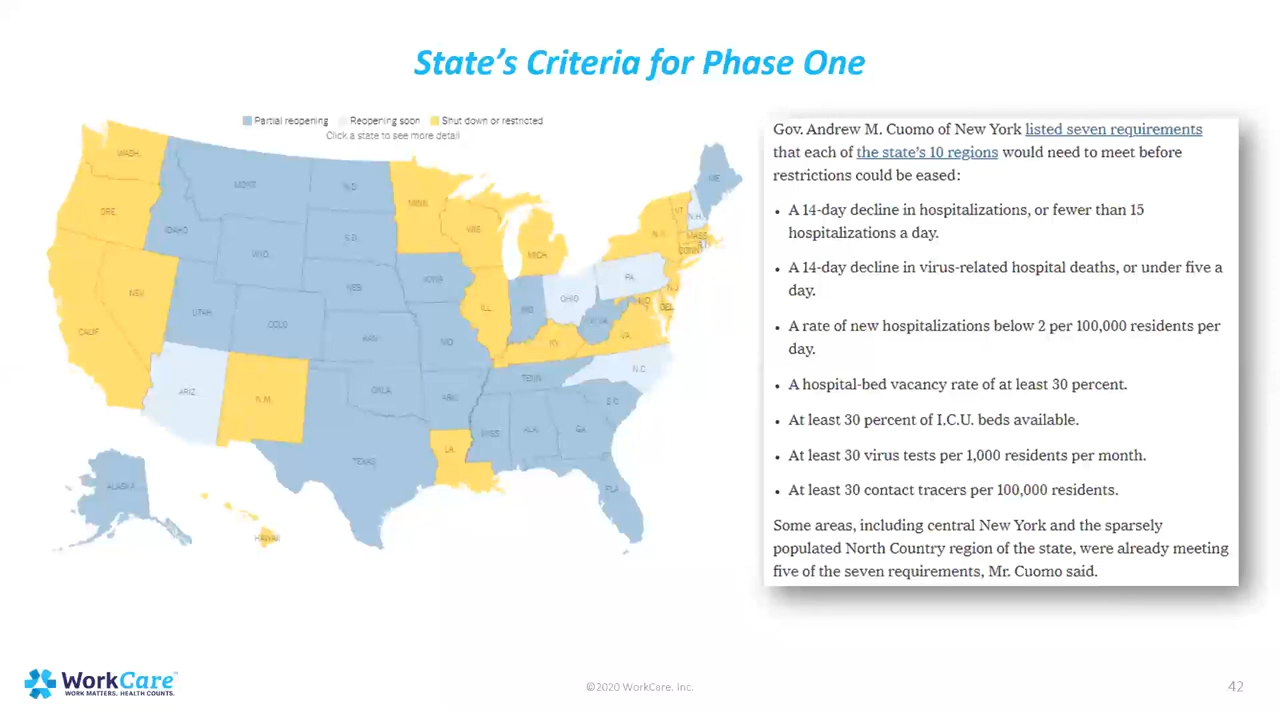 State's Criteria for Phase One
Partial reopening Reopening soon Shut down or restricted
Click a state to see more detail
WASH.
ORE.
CALIF.
NEV.
IDAHO
MONT.
WYO.
UTAH
COLO.
ARIZ.
N.M.
N.D.
S.D.
NEB.
KAN.
OKLA.
TEXAS
MINN.
IOWA
MO.
ARK.
LA.
WIS.
ILL.
MICH.
IND.
OHIO
KY.
TENN.
MISS.
ALA.
GA.
FLA.
S.C.
N.C.
VA.
W.VA.
PA.
N.Y.
VT.
N.H.
ME.
MASS.
R.I.
CONN.
N.J.
DEL.
MD.
ALASKA
HAWAII
Gov. Andrew M. Cuomo of New York listed seven requirements
that each of the state's 10 regions would need to meet before
restrictions could be eased:
• A 14-day decline in hospitalizations, or fewer than 15
hospitalizations a day.
• A 14-day decline in virus-related hospital deaths, or under five a
day.
• A rate of new hospitalizations below 2 per 100,000 residents per
day.
• A hospital-bed vacancy rate of at least 30 percent.
• At least 30 percent of I.C.U. beds available.
• At least 30 virus tests per 1,000 residents per month.
• At least 30 contact tracers per 100,000 residents.
Some areas, including central New York and the sparsely
populated North Country region of the state, were already meeting
five of the seven requirements, Mr. Cuomo said.
WorkCare™
WORK MATTERS. HEALTH COUNTS.
©2020 WorkCare, Inc.
42